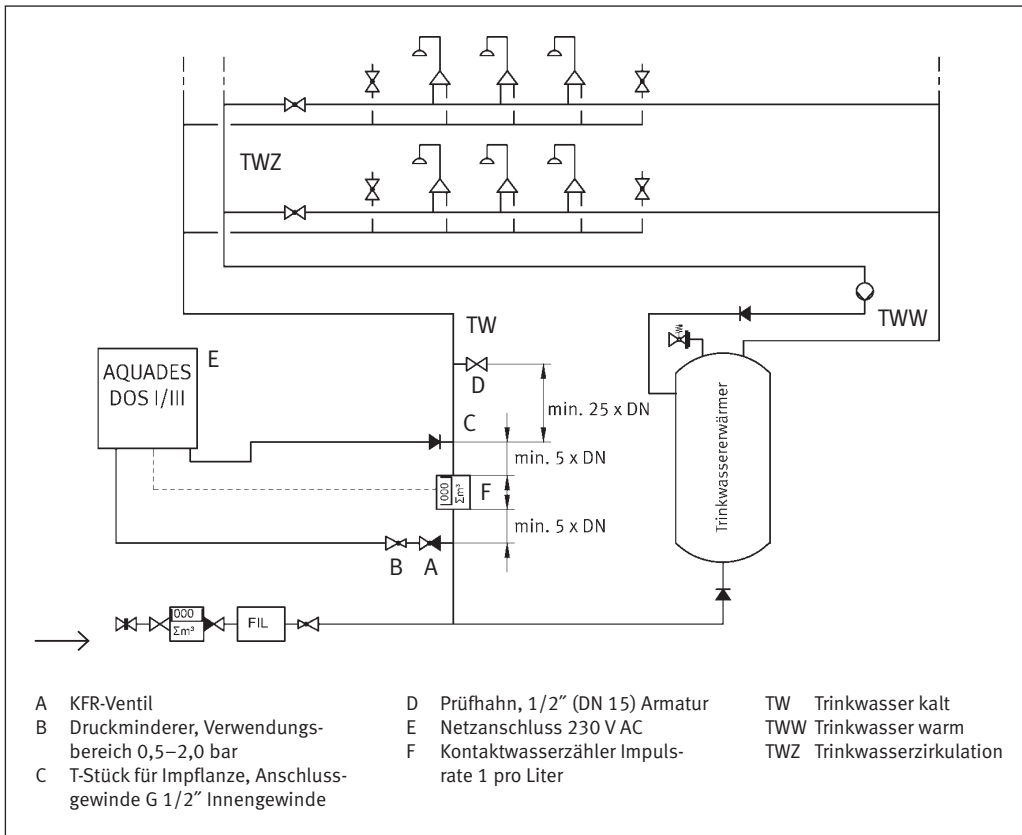 TWZ
TW
TWW
AQUADES
DOS I/III
E
D
min. 25 x DN
C
min. 5 x DN
000
Σm³
F
min. 5 x DN
B
A
Trinkwassererwärmer
000
Σm³
FIL
A KFR-Ventil
B Druckminderer, Verwendungs-
bereich 0,5–2,0 bar
C T-Stück für Impflanze, Anschluss-
gewinde G 1/2″ Innengewinde
D Prüfhahn, 1/2″ (DN 15) Armatur
E Netzanschluss 230 V AC
F Kontaktwasserzähler Impuls-
rate 1 pro Liter
TW Trinkwasser kalt
TWW Trinkwasser warm
TWZ Trinkwasserzirkulation